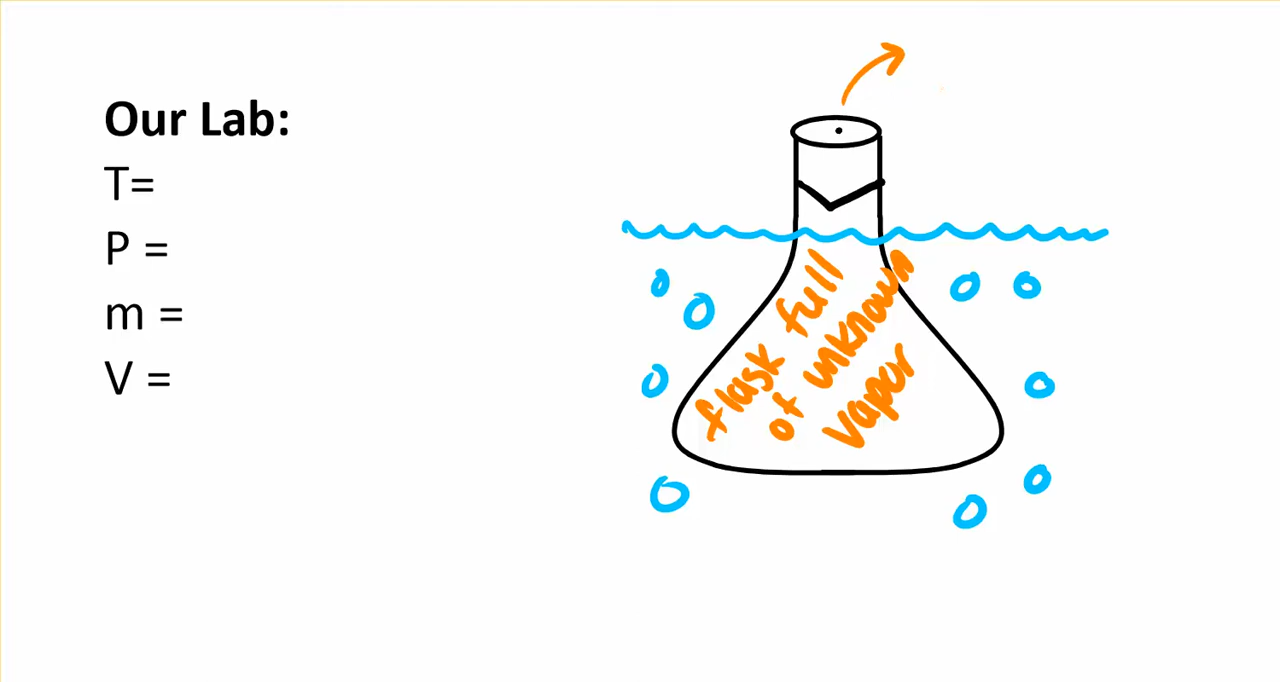 Our Lab:
T=
P =
m =
V =
flask full
of unknown
vapor